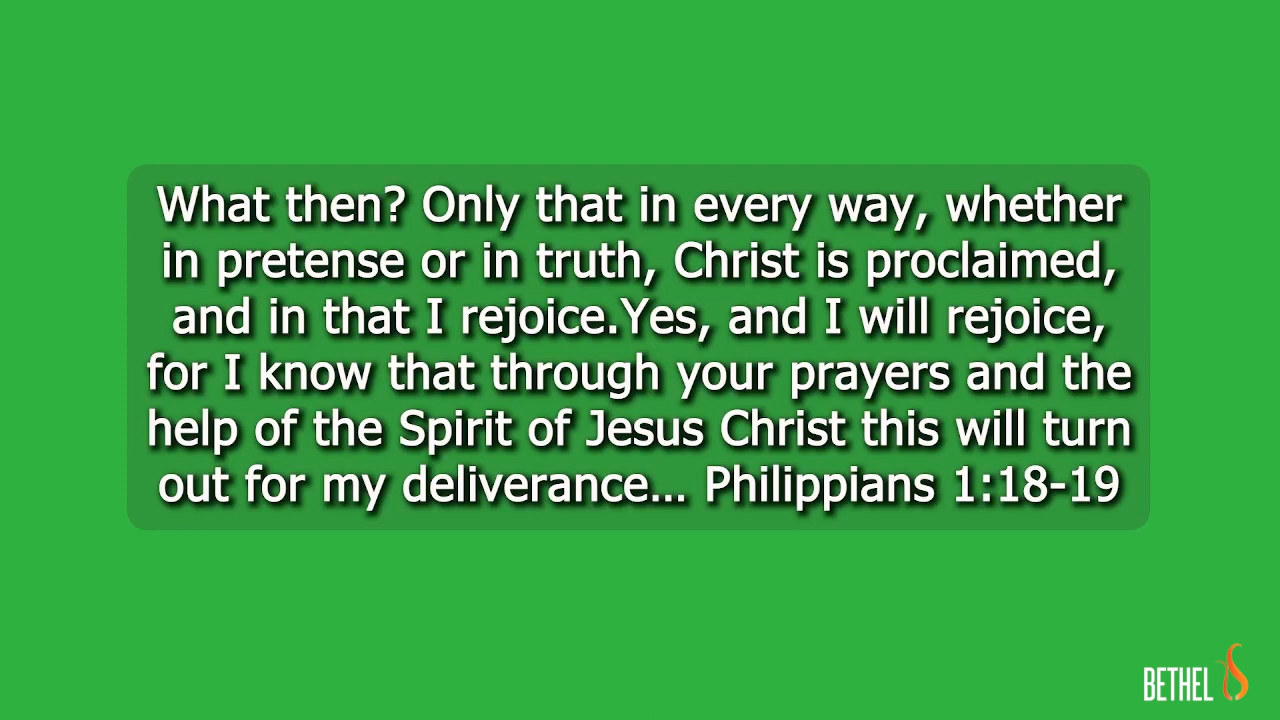 What then? Only that in every way, whether
in pretense or in truth, Christ is proclaimed,
and in that I rejoice.Yes, and I will rejoice,
for I know that through your prayers and the
help of the Spirit of Jesus Christ this will turn
out for my deliverance... Philippians 1:18-19
BETHEL